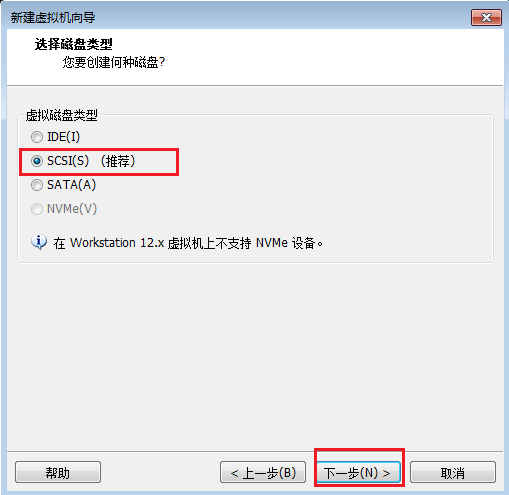 新建虚拟机向导
选择磁盘类型
您要创建何种磁盘?
虚拟磁盘类型
IDE(I)
SCSI(S) （推荐）
SATA(A)
NVMe(V)
在 Workstation 12.x 虚拟机上不支持 NVMe 设备。
帮助
< 上一步(B)
下一步(N) >
取消